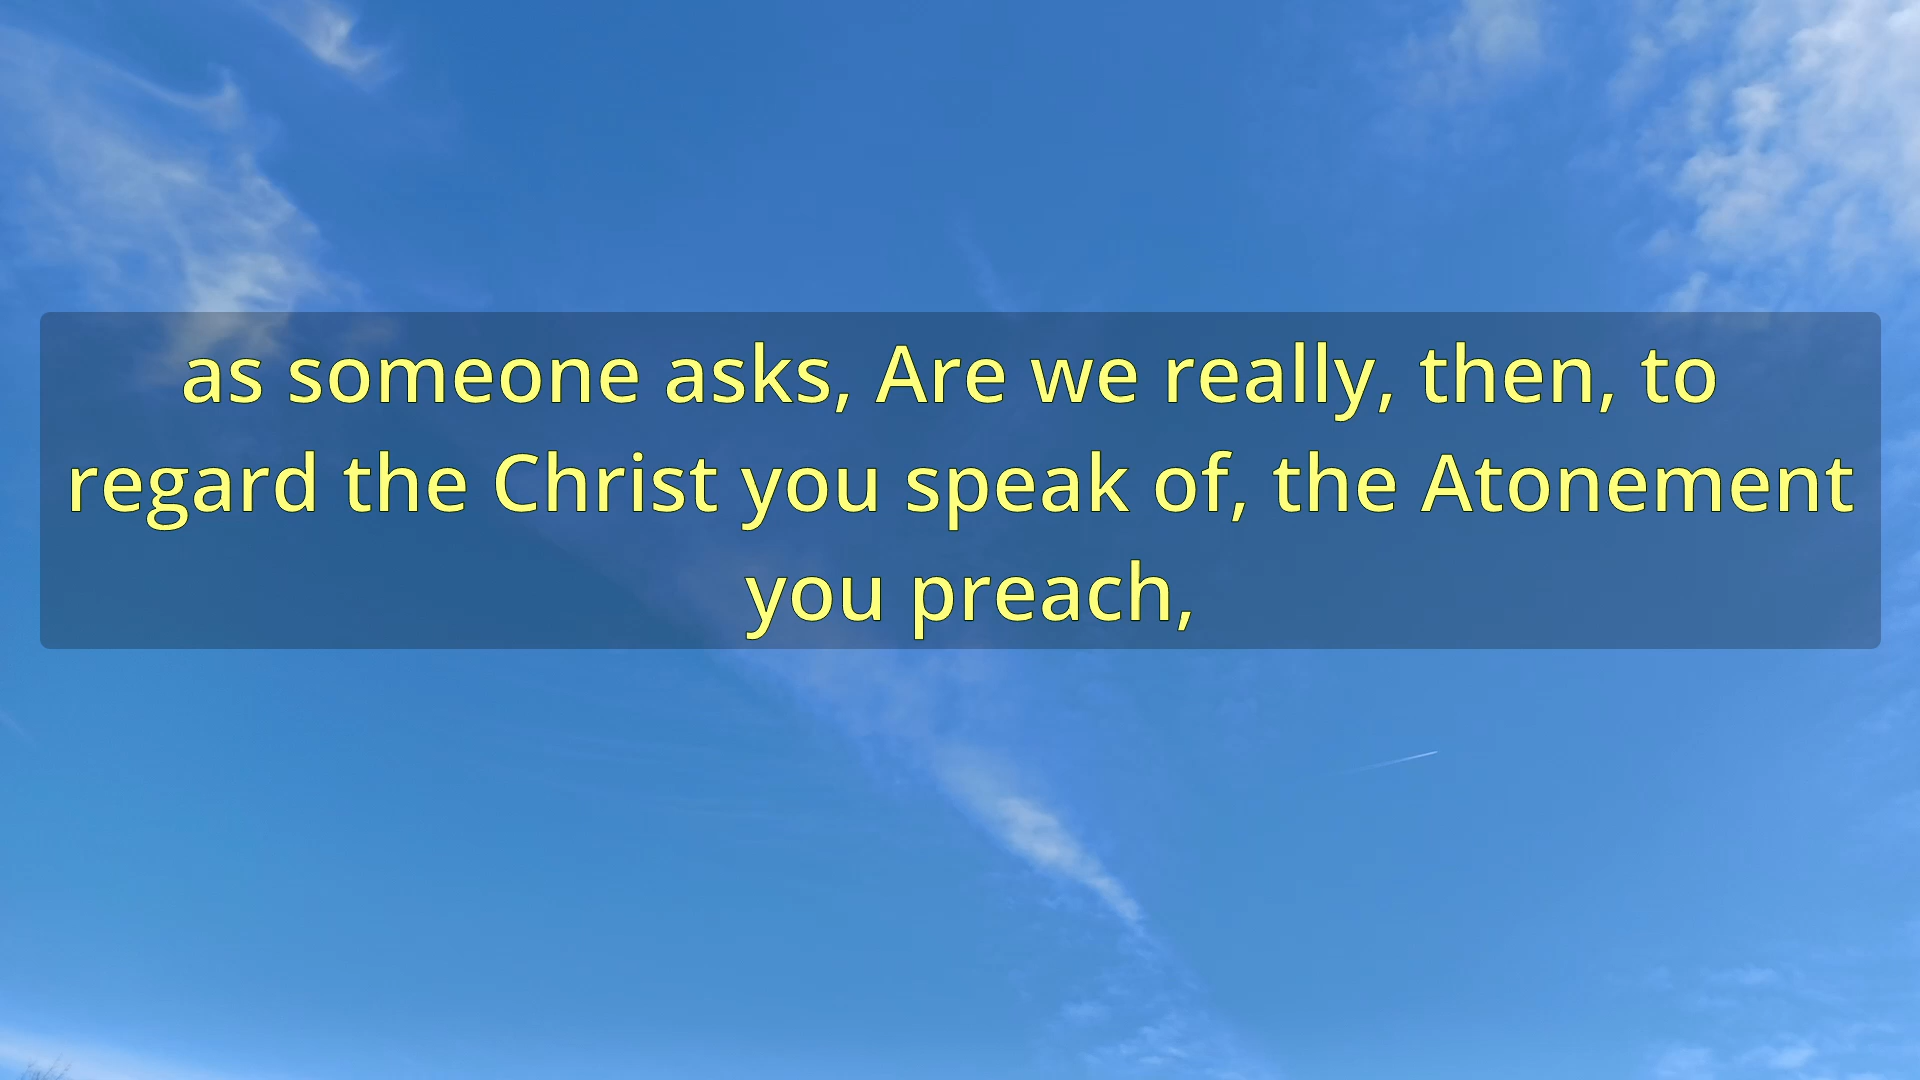 as someone asks, Are we really, then, to
regard the Christ you speak of, the Atonement
you preach,